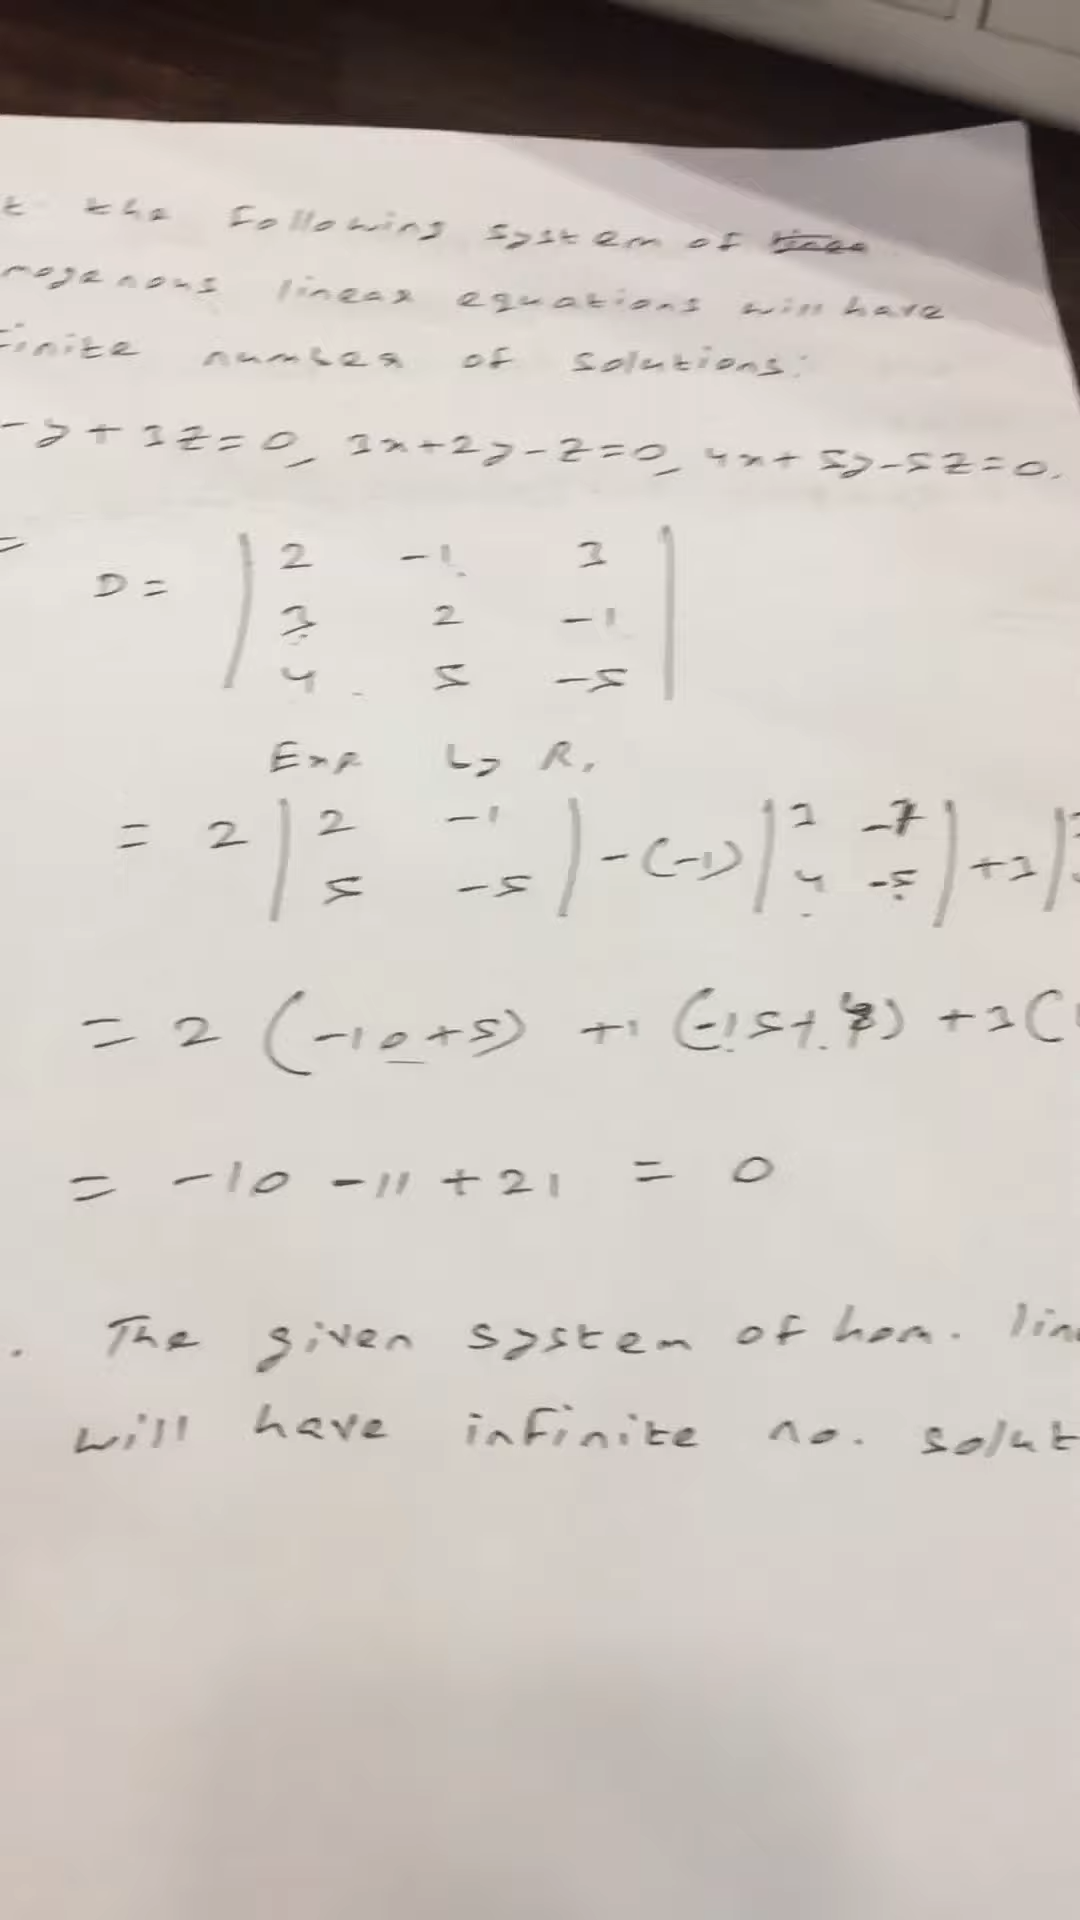 the following system of
mogenous linear equations will have
finite number of solutions:
-y+3z=0, 3x+2y-z=0, 4x+5y-5z=0.
= D = | 2 -1 3 |
| 3 2 -1 |
| 4 5 -5 |
Exp by R,
= 2 | 2 -1 | -(-1) | 3 | +3 |
| 5 -5 | | 4 -5 |
= 2 (-10+5) +1 (-15+4) +3(
= -10 -11 +21 = 0
. The given system of hom. lin
will have infinite no. solut